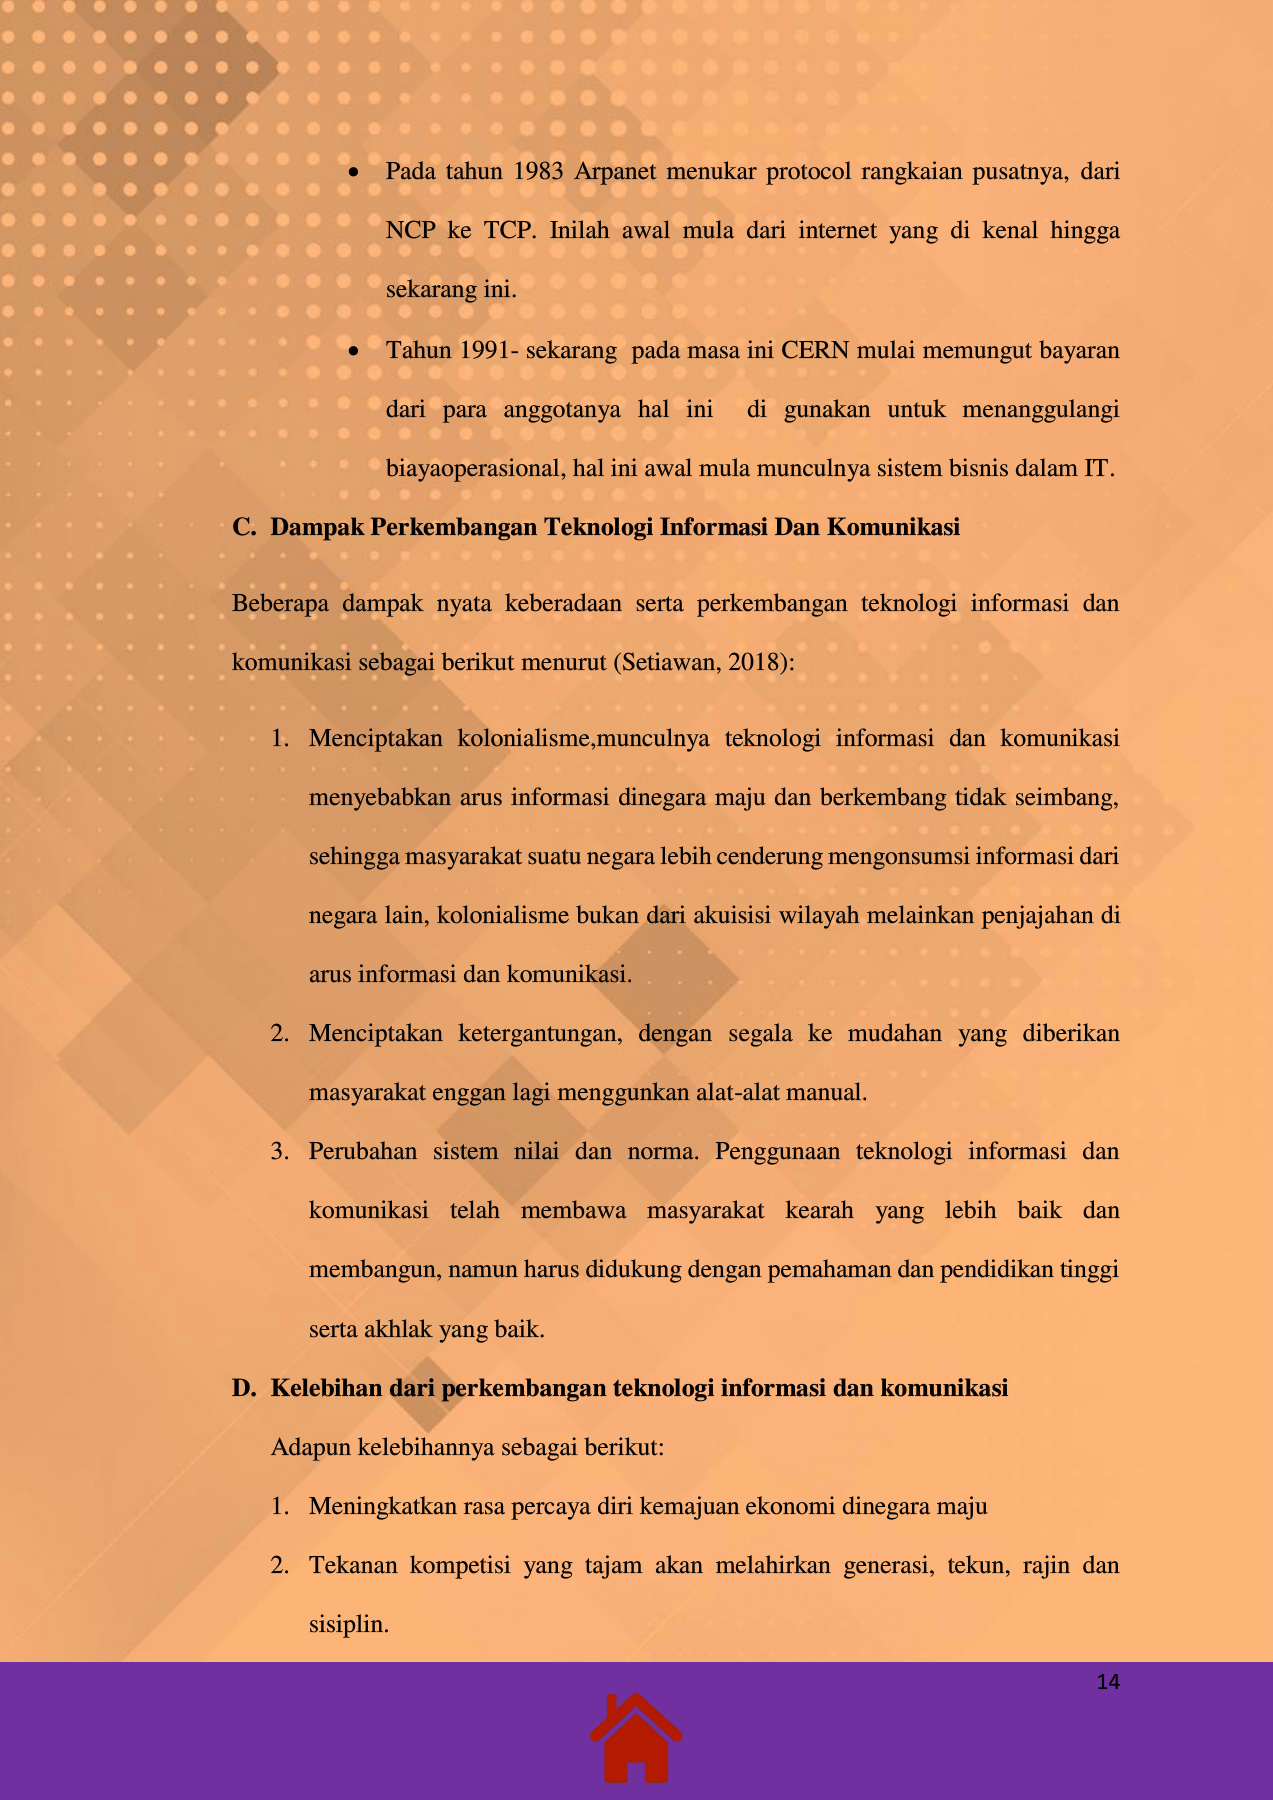 • Pada tahun 1983 Arpanet menukar protocol rangkaian pusatnya, dari
NCP ke TCP. Inilah awal mula dari internet yang di kenal hingga
sekarang ini.
• Tahun 1991- sekarang  pada masa ini CERN mulai memungut bayaran
dari para anggotanya hal ini  di gunakan untuk menanggulangi
biayaoperasional, hal ini awal mula munculnya sistem bisnis dalam IT.
C. Dampak Perkembangan Teknologi Informasi Dan Komunikasi
Beberapa dampak nyata keberadaan serta perkembangan teknologi informasi dan
komunikasi sebagai berikut menurut (Setiawan, 2018):
1. Menciptakan kolonialisme,munculnya teknologi informasi dan komunikasi
menyebabkan arus informasi dinegara maju dan berkembang tidak seimbang,
sehingga masyarakat suatu negara lebih cenderung mengonsumsi informasi dari
negara lain, kolonialisme bukan dari akuisisi wilayah melainkan penjajahan di
arus informasi dan komunikasi.
2. Menciptakan ketergantungan, dengan segala ke mudahan yang diberikan
masyarakat enggan lagi menggunkan alat-alat manual.
3. Perubahan sistem nilai dan norma. Penggunaan teknologi informasi dan
komunikasi telah membawa masyarakat kearah yang lebih baik dan
membangun, namun harus didukung dengan pemahaman dan pendidikan tinggi
serta akhlak yang baik.
D. Kelebihan dari perkembangan teknologi informasi dan komunikasi
Adapun kelebihannya sebagai berikut:
1. Meningkatkan rasa percaya diri kemajuan ekonomi dinegara maju
2. Tekanan kompetisi yang tajam akan melahirkan generasi, tekun, rajin dan
sisiplin.
14